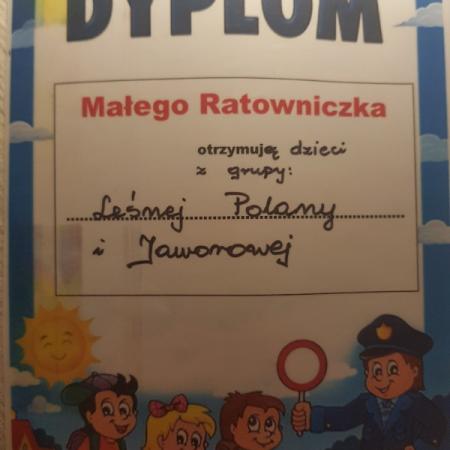 DYPLOM
Małego Ratowniczka
otrzymują dzieci
z grupy:
Leśnej Polany
i Jaworowej